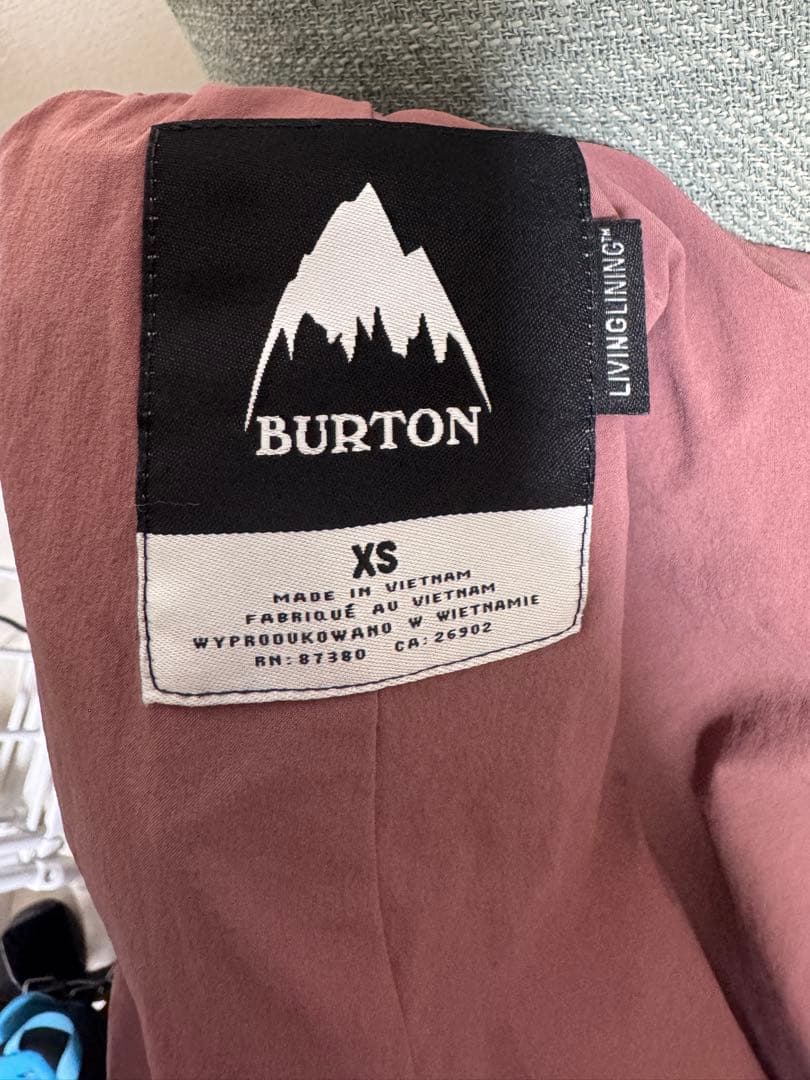 BURTON
LIVINGLINING™
XS
MADE IN VIETNAM
FABRIQUÉ AU VIETNAM
WYPRODUKOWANO W WIETNAMIE
RN: 87380 CA: 26902